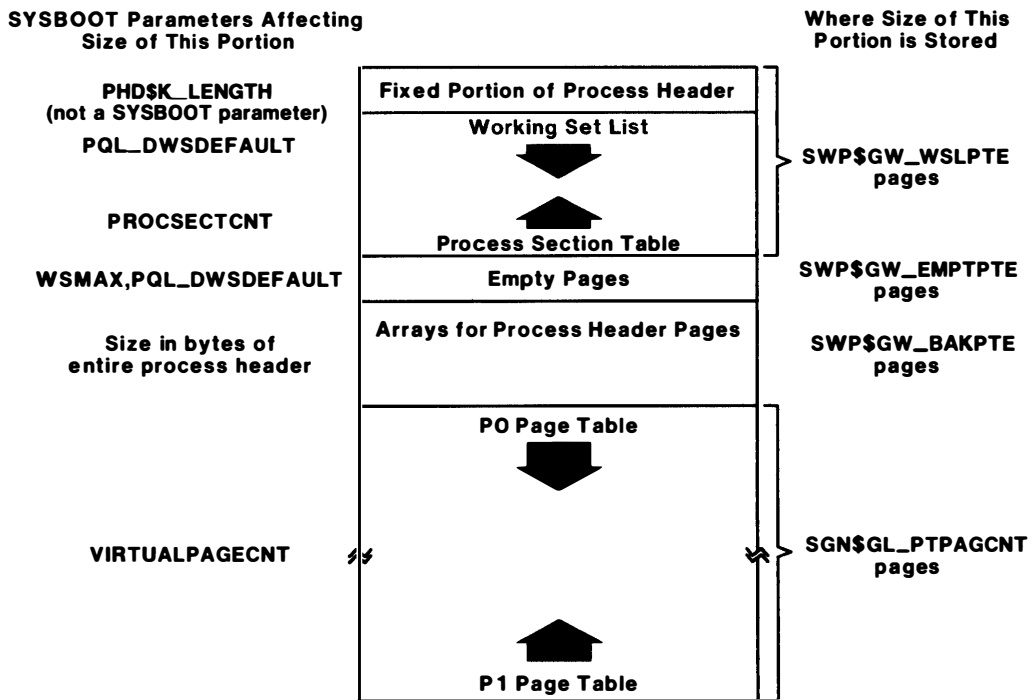 SYSBOOT Parameters Affecting
Size of This Portion
Where Size of This
Portion is Stored
PHD$K_LENGTH
(not a SYSBOOT parameter)
Fixed Portion of Process Header
PQL_DWSDEFAULT
Working Set List
SWP$GW_WSLPTE
pages
PROCSECTCNT
Process Section Table
WSMAX,PQL_DWSDEFAULT
Empty Pages
SWP$GW_EMPTPTE
pages
Size in bytes of
entire process header
Arrays for Process Header Pages
SWP$GW_BAKPTE
pages
P0 Page Table
VIRTUALPAGECNT
SGN$GL_PTPAGCNT
pages
P1 Page Table